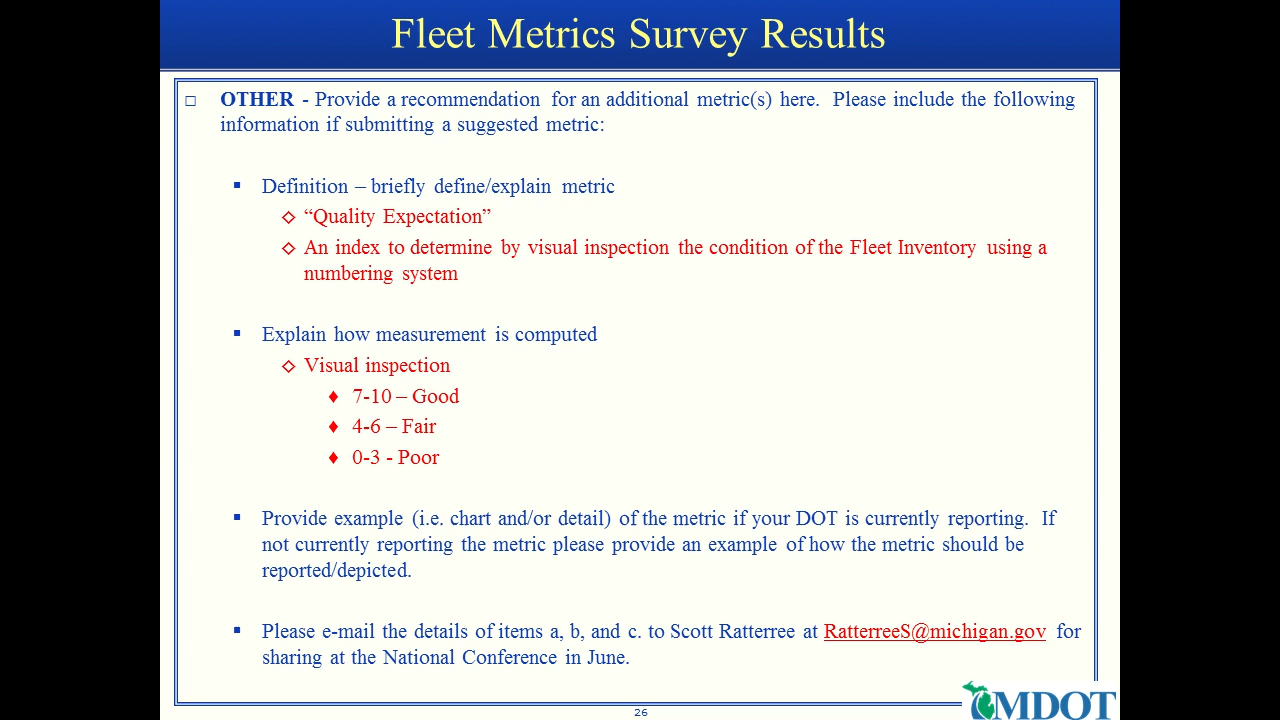 Fleet Metrics Survey Results
OTHER - Provide a recommendation for an additional metric(s) here. Please include the following
information if submitting a suggested metric:
Definition – briefly define/explain metric
“Quality Expectation”
An index to determine by visual inspection the condition of the Fleet Inventory using a
numbering system
Explain how measurement is computed
Visual inspection
7-10 – Good
4-6 – Fair
0-3 - Poor
Provide example (i.e. chart and/or detail) of the metric if your DOT is currently reporting. If
not currently reporting the metric please provide an example of how the metric should be
reported/depicted.
Please e-mail the details of items a, b, and c. to Scott Ratterree at RatterreeS@michigan.gov for
sharing at the National Conference in June.
26
MDOT